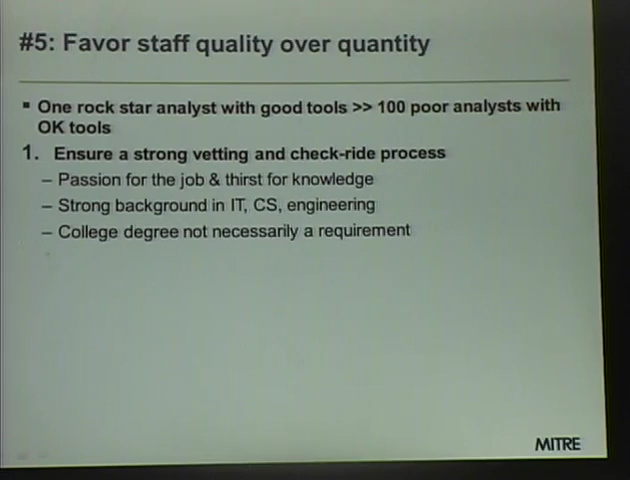 #5: Favor staff quality over quantity
▪ One rock star analyst with good tools >> 100 poor analysts with
OK tools
1. Ensure a strong vetting and check-ride process
– Passion for the job & thirst for knowledge
– Strong background in IT, CS, engineering
– College degree not necessarily a requirement
MITRE